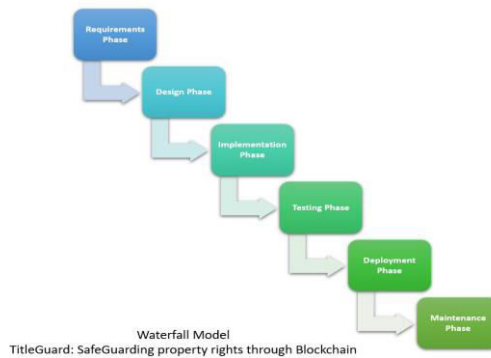 Requirements
Phase
Design Phase
Implementation
Phase
Testing Phase
Deployment
Phase
Maintenance
Phase
Waterfall Model
TitleGuard: SafeGuarding property rights through Blockchain